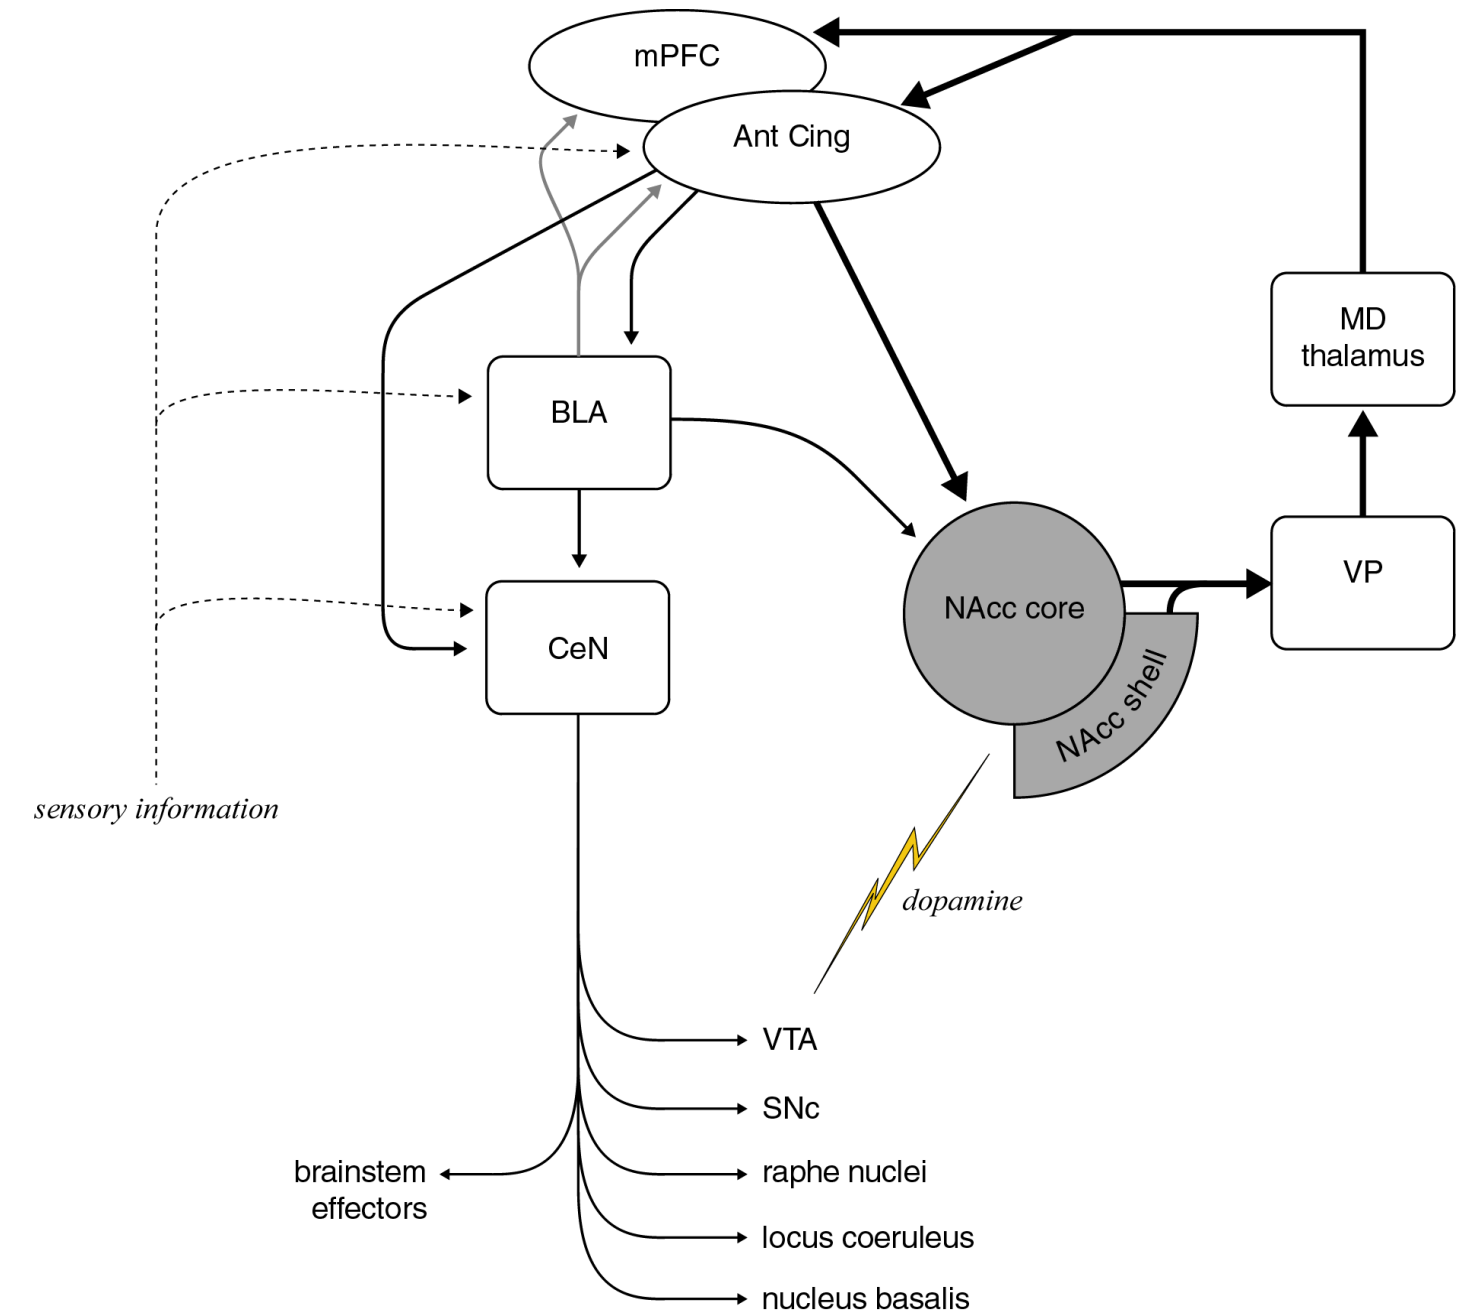 mPFC
Ant Cing
MD
thalamus
BLA
VP
NAcc core
CeN
NAcc shell
sensory information
dopamine
VTA
SNc
brainstem
effectors
raphe nuclei
locus coeruleus
nucleus basalis